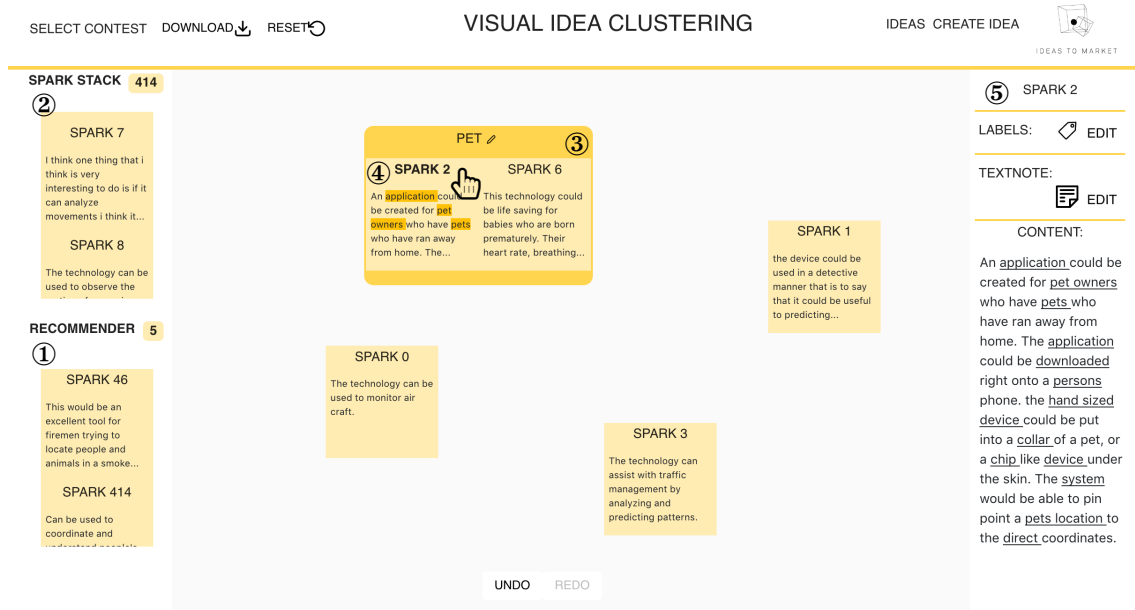 SELECT CONTEST DOWNLOAD RESET
VISUAL IDEA CLUSTERING
IDEAS CREATE IDEA
IDEAS TO MARKET
SPARK STACK 414
②
SPARK 7
I think one thing that i
think is very
interesting to do is if it
can analyze
movements i think it...
SPARK 8
The technology can be
used to observe the
RECOMMENDER 5
①
SPARK 46
This would be an
excellent tool for
firemen trying to
locate people and
animals in a smoke...
SPARK 414
Can be used to
coordinate and
understand people's
PET
③
④ SPARK 2
An application could
be created for pet
owners who have pets
who have ran away
from home. The...
SPARK 6
This technology could
be life saving for
babies who are born
prematurely. Their
heart rate, breathing...
SPARK 1
the device could be
used in a detective
manner that is to say
that it could be useful
to predicting...
SPARK 0
The technology can be
used to monitor air
craft.
SPARK 3
The technology can
assist with traffic
management by
analyzing and
predicting patterns.
UNDO REDO
⑤ SPARK 2
LABELS: EDIT
TEXTNOTE:
EDIT
CONTENT:
An application could be
created for pet owners
who have pets who
have ran away from
home. The application
could be downloaded
right onto a persons
phone. the hand sized
device could be put
into a collar of a pet, or
a chip like device under
the skin. The system
would be able to pin
point a pets location to
the direct coordinates.